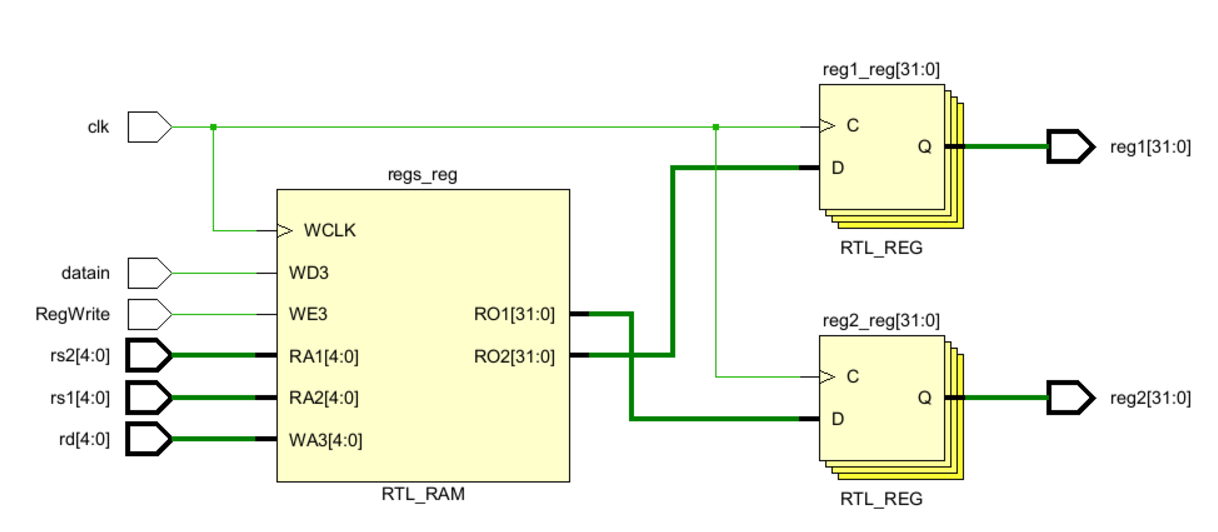 reg1_reg[31:0]
clk
C
Q
reg1[31:0]
D
regs_reg
WCLK
RTL_REG
datain
WD3
RegWrite
WE3
RO1[31:0]
reg2_reg[31:0]
rs2[4:0]
RA1[4:0]
RO2[31:0]
C
rs1[4:0]
RA2[4:0]
Q
reg2[31:0]
D
rd[4:0]
WA3[4:0]
RTL_RAM
RTL_REG